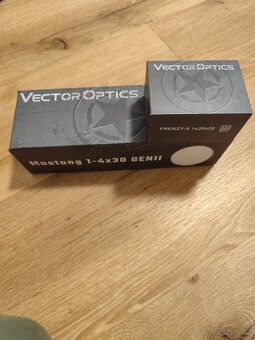 VECTOR OPTICS
VECTOR OPTICS
FRENZY-X 1x20x28
Mustang 1-4x30 GENII